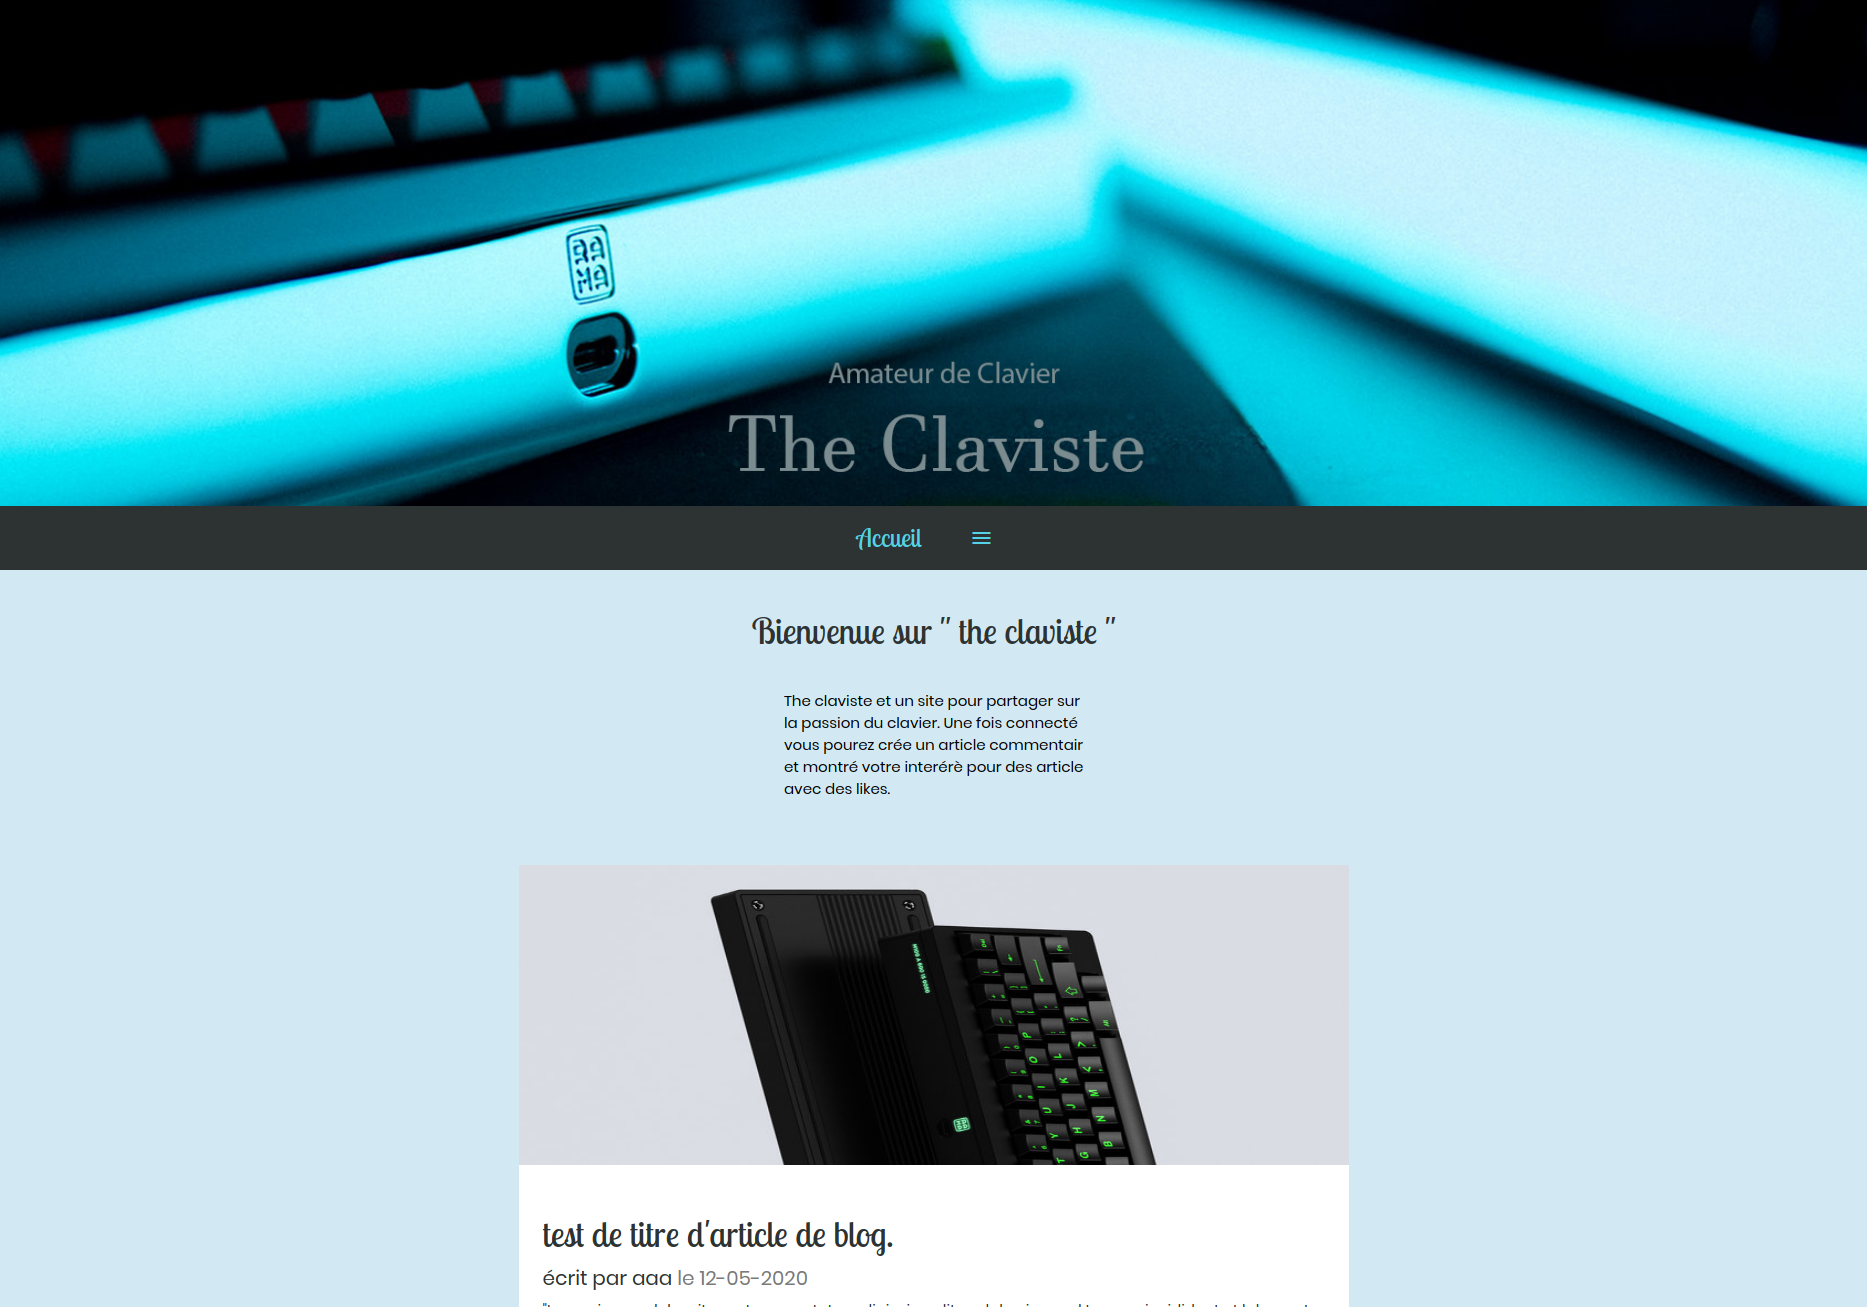 Amateur de Clavier
The Claviste
Accueil
Bienvenue sur " the claviste "
The claviste et un site pour partager sur
la passion du clavier. Une fois connecté
vous pourez crée un article commentair
et montré votre interérè pour des article
avec des likes.
test de titre d'article de blog.
écrit par aaa le 12-05-2020